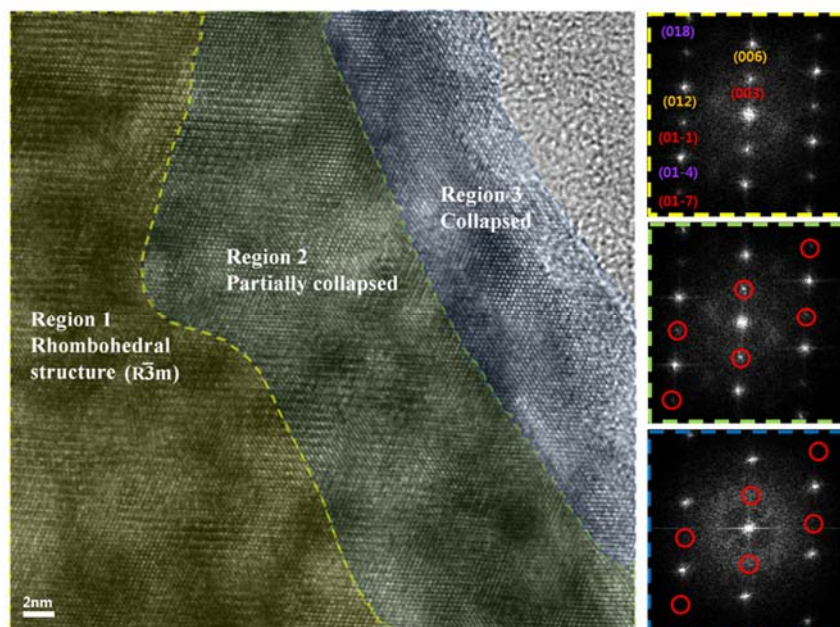 Region 1
Rhombohedral
structure (R3̅m)
Region 2
Partially collapsed
Region 3
Collapsed
2nm
(018)
(006)
(003)
(012)
(01-1)
(01-4)
(01-7)